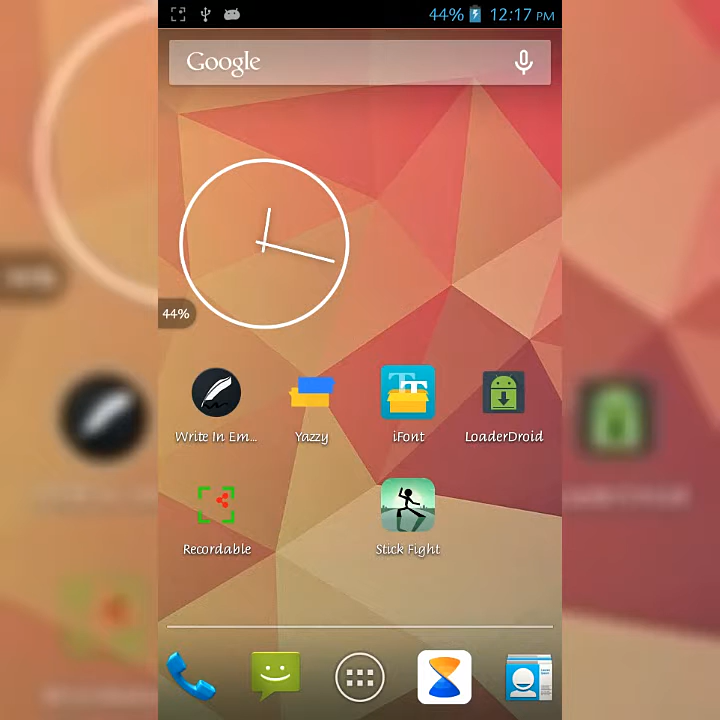 44% 12:17 PM
Google
44%
Write In Em... Yazzy iFont LoaderDroid
Recordable Stick Fight